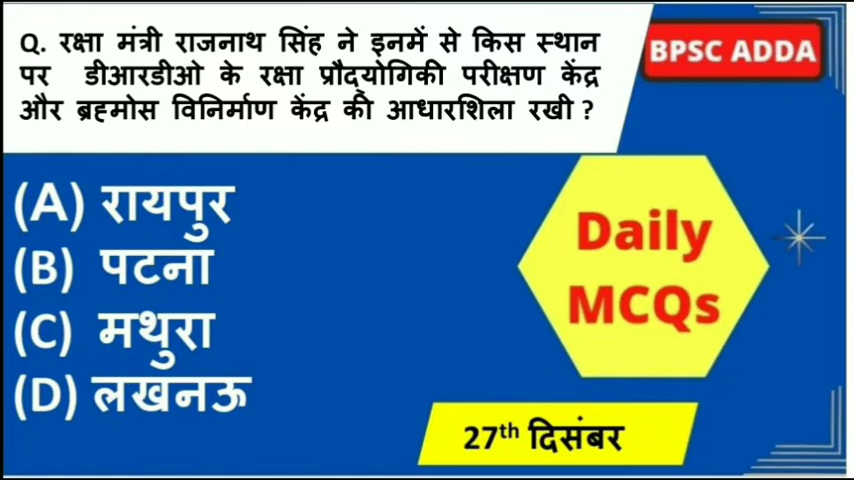 Q. रक्षा मंत्री राजनाथ सिंह ने इनमें से किस स्थान
पर डीआरडीओ के रक्षा प्रौद्योगिकी परीक्षण केंद्र
और ब्रह्मोस विनिर्माण केंद्र की आधारशिला रखी ?
BPSC ADDA
(A) रायपुर
(B) पटना
(C) मथुरा
(D) लखनऊ
Daily
MCQs
27th दिसंबर